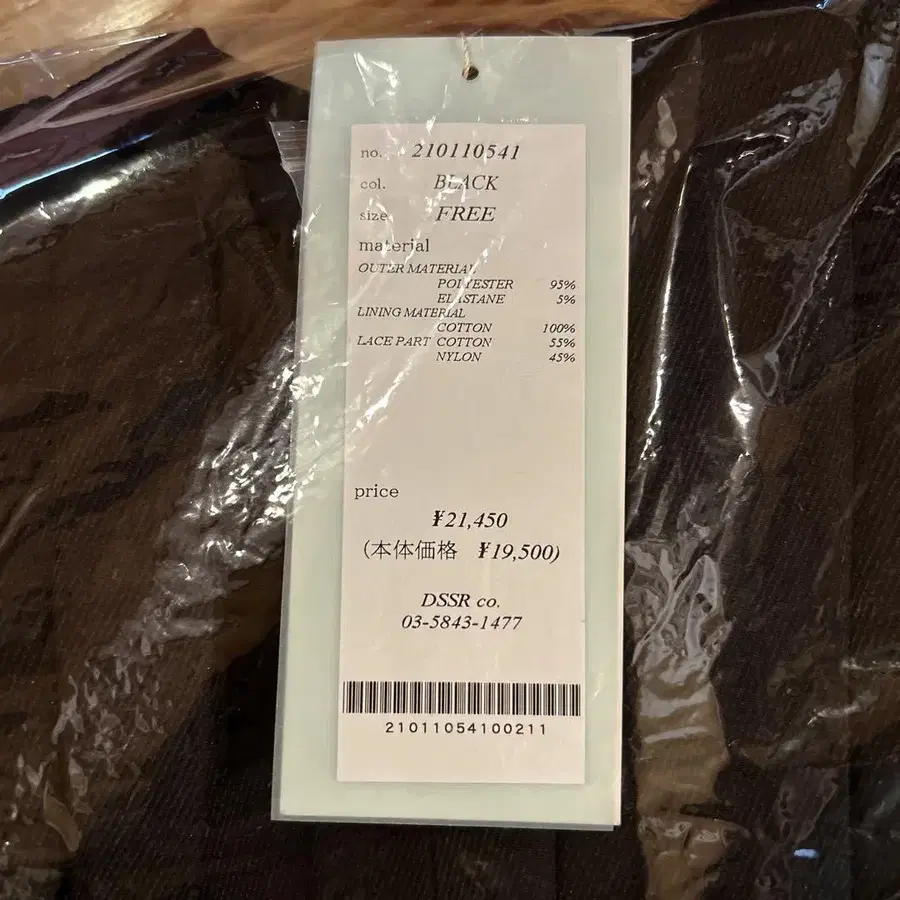 no. 210110541
col. BLACK
size FREE
material
OUTER MATERIAL
POLYESTER 95%
ELASTANE 5%
LINING MATERIAL
COTTON 100%
LACE PART COTTON 55%
NYLON 45%
price
¥21,450
(本体価格 ¥19,500)
DSSR co.
03-5843-1477
21011054100211